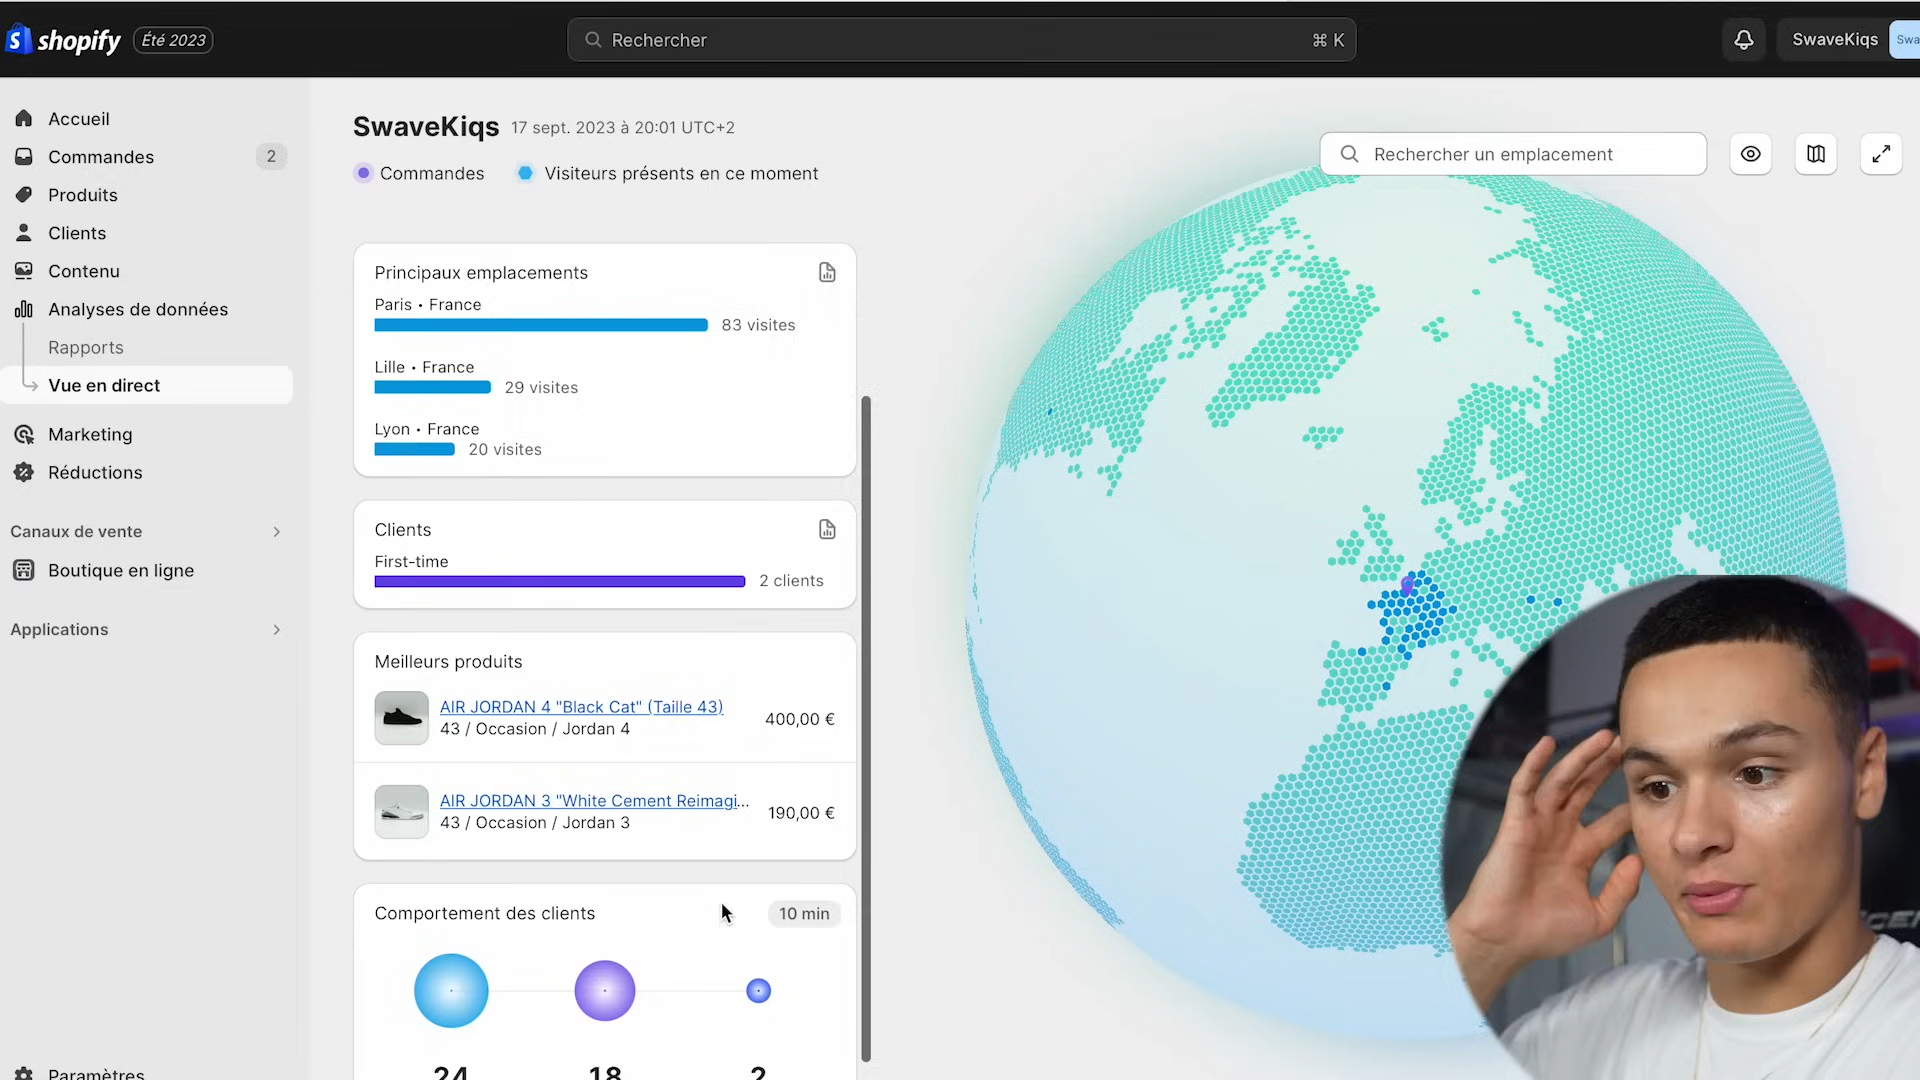 shopify Été 2023
Rechercher
⌘ K
SwaveKiqs
Swa
Accueil
Commandes
2
Produits
Clients
Contenu
Analyses de données
Rapports
Vue en direct
Marketing
Réductions
Canaux de vente
Boutique en ligne
Applications
Paramètres
SwaveKiqs 17 sept. 2023 à 20:01 UTC+2
Commandes
Visiteurs présents en ce moment
Rechercher un emplacement
Principaux emplacements
Paris • France
83 visites
Lille • France
29 visites
Lyon • France
20 visites
Clients
First-time
2 clients
Meilleurs produits
AIR JORDAN 4 "Black Cat" (Taille 43)
43 / Occasion / Jordan 4
400,00 €
AIR JORDAN 3 "White Cement Reimagi...
43 / Occasion / Jordan 3
190,00 €
Comportement des clients
10 min
24
18
2